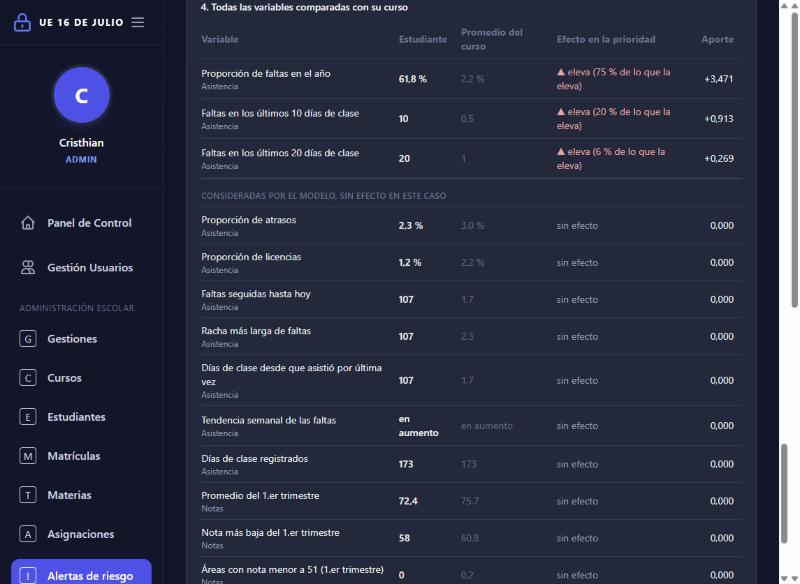 UE 16 DE JULIO
C
Cristhian
ADMIN
Panel de Control
Gestión Usuarios
ADMINISTRACIÓN ESCOLAR
G Gestiones
C Cursos
E Estudiantes
M Matrículas
T Materias
A Asignaciones
! Alertas de riesgo
4. Todas las variables comparadas con su curso
Variable Estudiante Promedio del curso Efecto en la prioridad Aporte
Proporción de faltas en el año 61,8 % 2.2 % ▲ eleva (75 % de lo que la eleva) +3,471
Asistencia
Faltas en los últimos 10 días de clase 10 0.5 ▲ eleva (20 % de lo que la eleva) +0,913
Asistencia
Faltas en los últimos 20 días de clase 20 1 ▲ eleva (6 % de lo que la eleva) +0,269
Asistencia
CONSIDERADAS POR EL MODELO, SIN EFECTO EN ESTE CASO
Proporción de atrasos 2,3 % 3.0 % sin efecto 0,000
Asistencia
Proporción de licencias 1,2 % 2.2 % sin efecto 0,000
Asistencia
Faltas seguidas hasta hoy 107 1.7 sin efecto 0,000
Asistencia
Racha más larga de faltas 107 2.3 sin efecto 0,000
Asistencia
Días de clase desde que asistió por última vez 107 1.7 sin efecto 0,000
Asistencia
Tendencia semanal de las faltas en aumento en aumento sin efecto 0,000
Asistencia
Días de clase registrados 173 173 sin efecto 0,000
Asistencia
Promedio del 1.er trimestre 72,4 75.7 sin efecto 0,000
Notas
Nota más baja del 1.er trimestre 58 60.8 sin efecto 0,000
Notas
Áreas con nota menor a 51 (1.er trimestre) 0 0.2 sin efecto 0,000
Notas